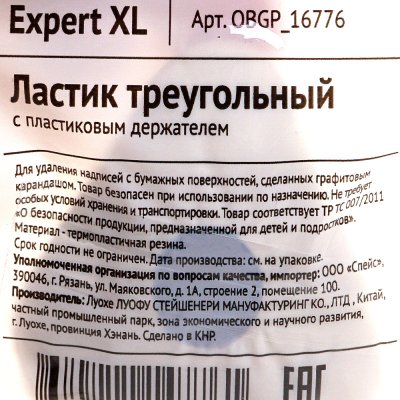 Expert XL
Арт. OBGP_16776
Ластик треугольный
с пластиковым держателем
Для удаления надписей с бумажных поверхностей, сделанных графитовым
карандашом. Товар безопасен при использовании по назначению. Не требует
особых условий хранения и транспортировки. Товар соответствует ТР ТС 007/2011
«О безопасности продукции, предназначенной для детей и подростков».
Материал - термопластичная резина.
Срок годности не ограничен. Дата производства: см. на упаковке.
Уполномоченная организация по вопросам качества, импортер: ООО «Спейс»,
390046, г. Рязань, ул. Маяковского, д. 1А, строение 2, помещение 100.
Производитель: Луохе ЛУОФУ СТЕЙШЕНЕРИ МАНУФАКТУРИНГ КО., ЛТД , Китай,
частный промышленный парк, зона экономического и научного развития,
г. Луохе, провинция Хэнань. Сделано в КНР.
EAC